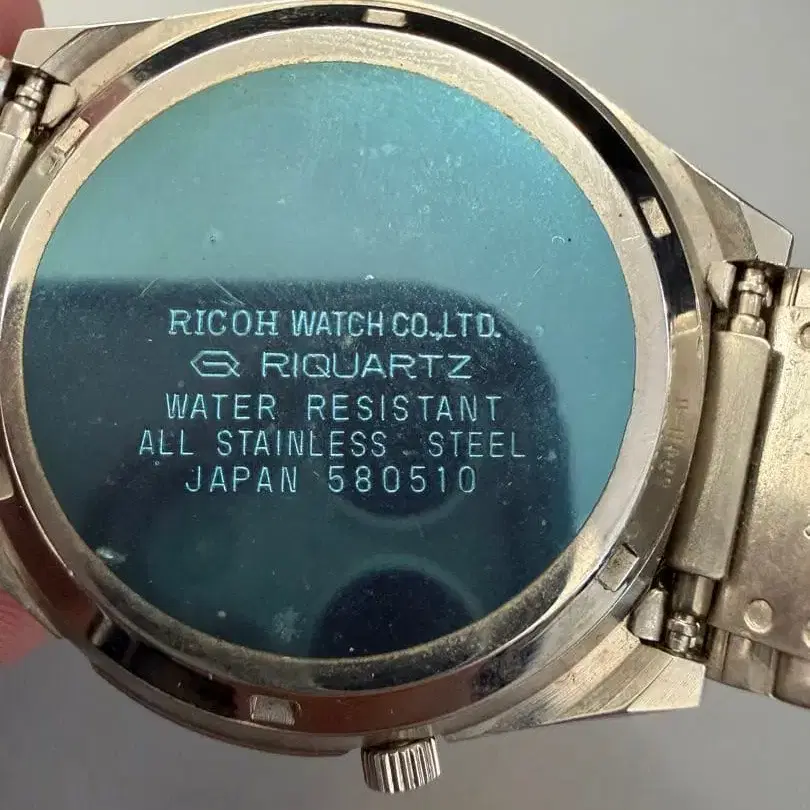 RICOH WATCH CO.,LTD.
RIQUARTZ
WATER RESISTANT
ALL STAINLESS STEEL
JAPAN 580510